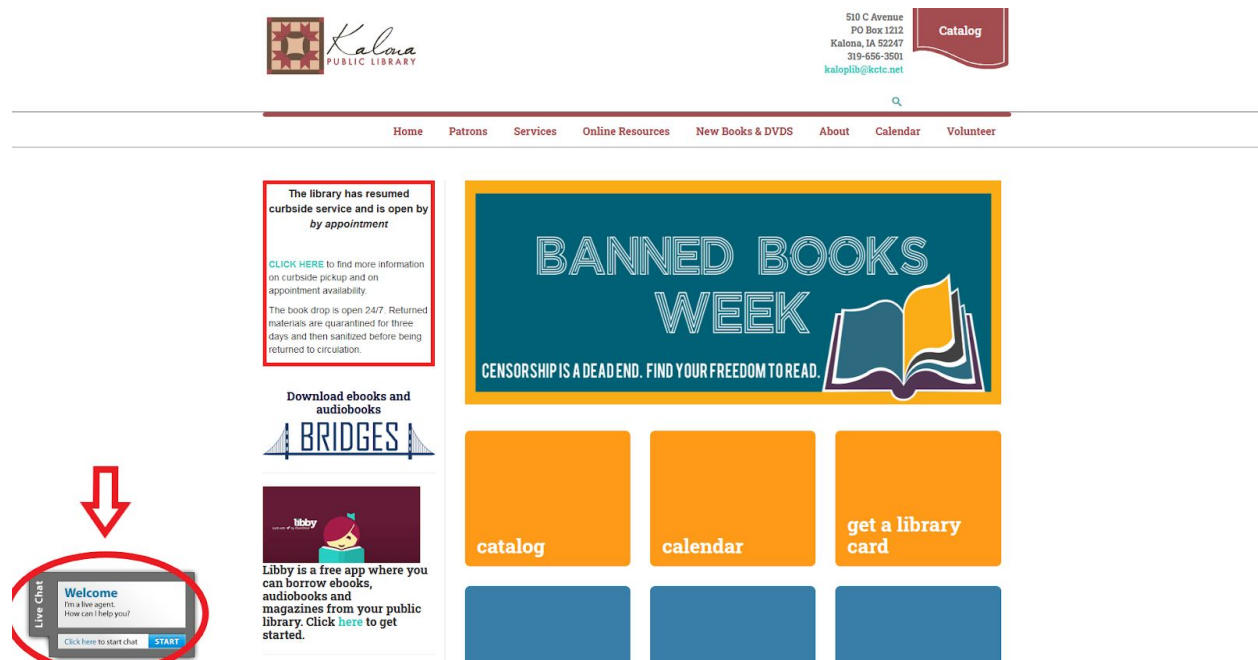 Kalona
PUBLIC LIBRARY
510 C Avenue
PO Box 1212
Kalona, IA 52247
319-656-3501
kaloplib@kctc.net
Catalog
Home Patrons Services Online Resources New Books & DVDS About Calendar Volunteer
The library has resumed
curbside service and is open by
by appointment
CLICK HERE to find more information
on curbside pickup and on
appointment availability.
The book drop is open 24/7. Returned
materials are quarantined for three
days and then sanitized before being
returned to circulation.
BANNED BOOKS
WEEK
CENSORSHIP IS A DEAD END. FIND YOUR FREEDOM TO READ.
Download ebooks and
audiobooks
BRIDGES
libby
Libby is a free app where you
can borrow ebooks,
audiobooks and
magazines from your public
library. Click here to get
started.
catalog
calendar
get a library
card
Live Chat
Welcome
I'm a live agent.
How can I help you?
Click here to start chat START